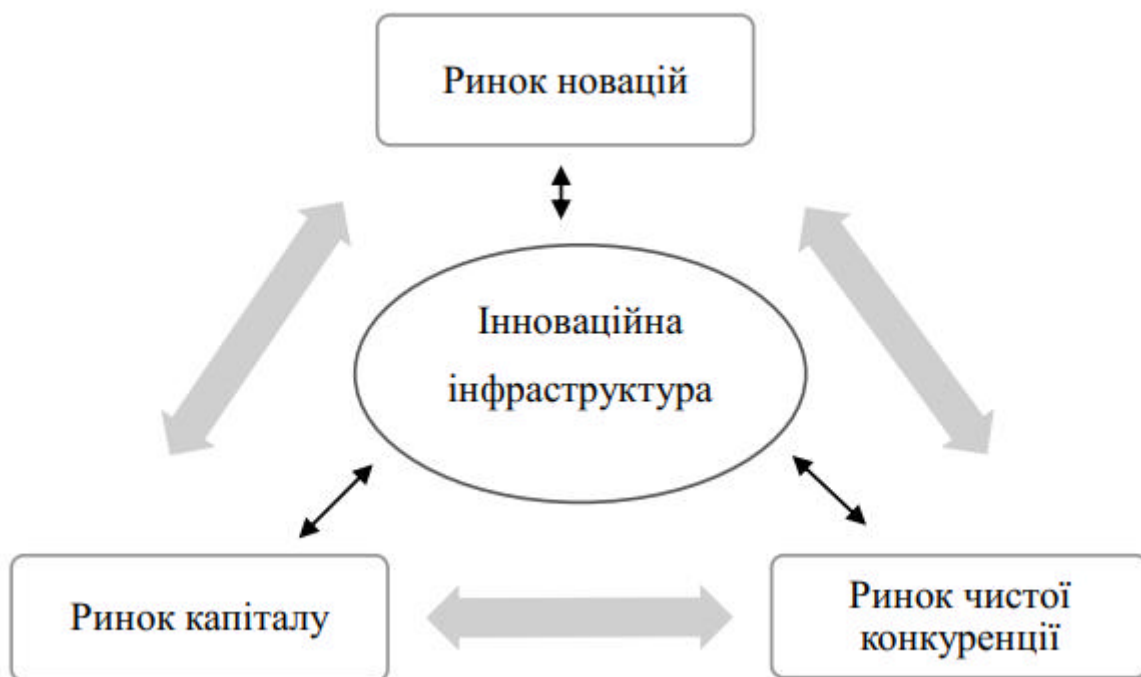 Ринок новацій
Інноваційна
інфраструктура
Ринок капіталу
Ринок чистої
конкуренції